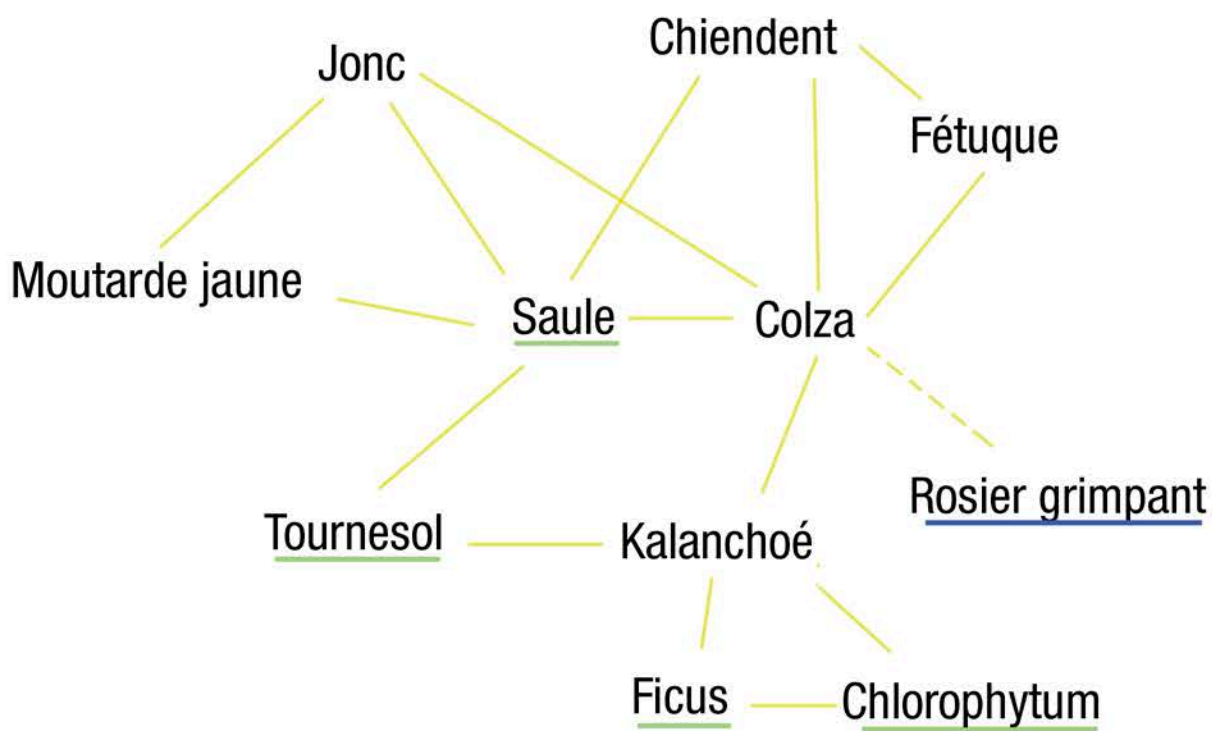 Chiendent
Jonc
Fétuque
Moutarde jaune
Saule
Colza
Rosier grimpant
Tournesol
Kalanchoé
Ficus
Chlorophytum